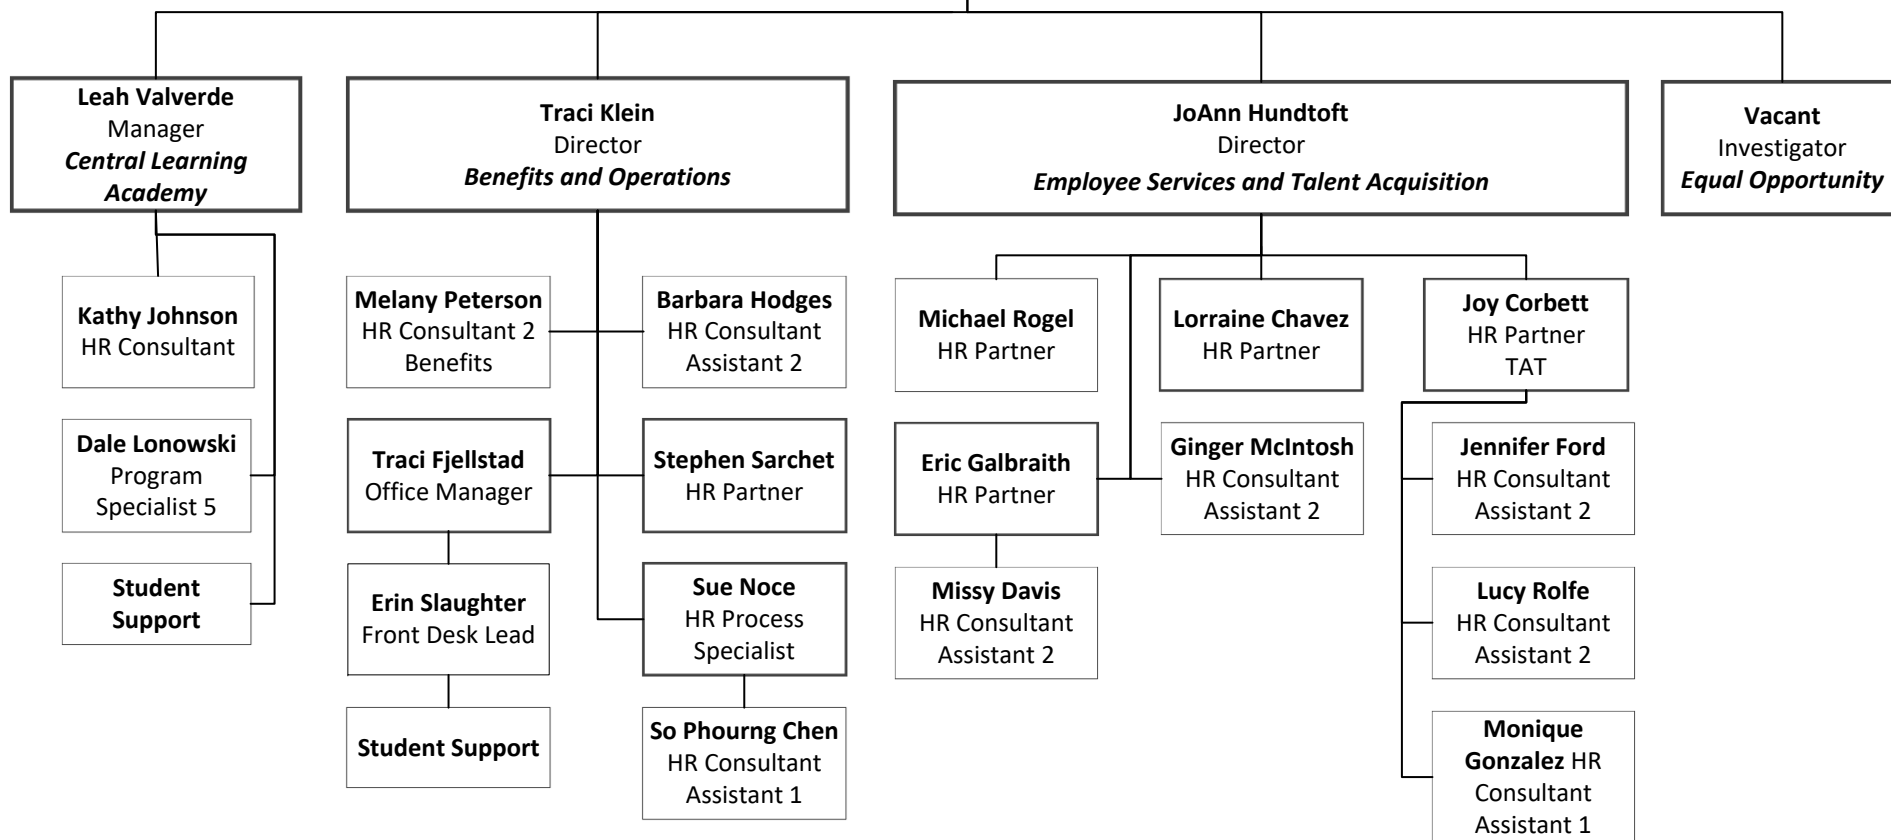 Leah Valverde
Manager
Central Learning
Academy
Traci Klein
Director
Benefits and Operations
JoAnn Hundtoft
Director
Employee Services and Talent Acquisition
Vacant
Investigator
Equal Opportunity
Kathy Johnson
HR Consultant
Dale Lonowski
Program
Specialist 5
Student
Support
Melany Peterson
HR Consultant 2
Benefits
Barbara Hodges
HR Consultant
Assistant 2
Traci Fjellstad
Office Manager
Stephen Sarchet
HR Partner
Erin Slaughter
Front Desk Lead
Sue Noce
HR Process
Specialist
Student Support
So Phourng Chen
HR Consultant
Assistant 1
Michael Rogel
HR Partner
Lorraine Chavez
HR Partner
Joy Corbett
HR Partner
TAT
Eric Galbraith
HR Partner
Ginger McIntosh
HR Consultant
Assistant 2
Missy Davis
HR Consultant
Assistant 2
Jennifer Ford
HR Consultant
Assistant 2
Lucy Rolfe
HR Consultant
Assistant 2
Monique
Gonzalez HR
Consultant
Assistant 1